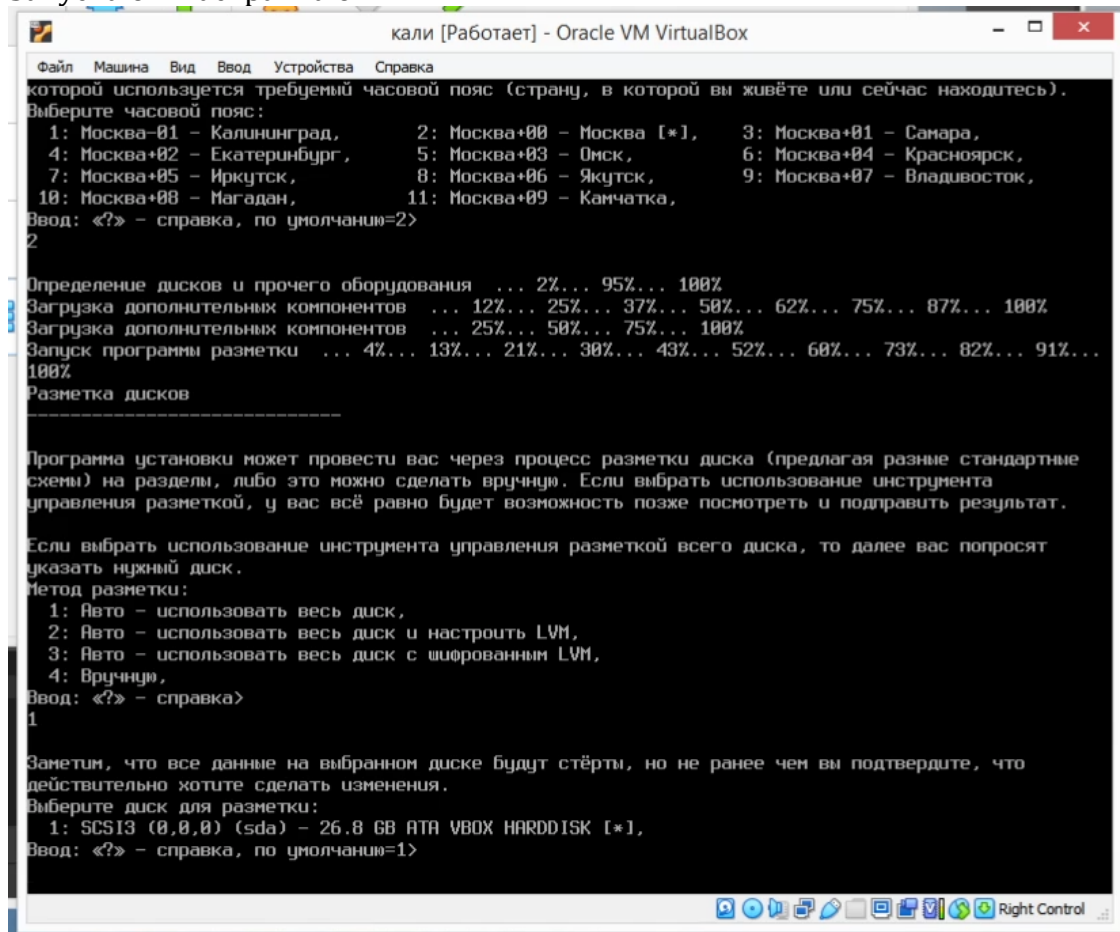 кали [Работает] - Oracle VM VirtualBox
Файл Машина Вид Ввод Устройства Справка
которой используется требуемый часовой пояс (страну, в которой вы живёте или сейчас находитесь).
Выберите часовой пояс:
1: Москва-01 – Калининград, 2: Москва+00 – Москва [*], 3: Москва+01 – Самара,
4: Москва+02 – Екатеринбург, 5: Москва+03 – Омск, 6: Москва+04 – Красноярск,
7: Москва+05 – Иркутск, 8: Москва+06 – Якутск, 9: Москва+07 – Владивосток,
10: Москва+08 – Магадан, 11: Москва+09 – Камчатка,
Ввод: «?» – справка, по умолчанию=2>
2
Определение дисков и прочего оборудования ... 2%... 95%... 100%
Загрузка дополнительных компонентов ... 12%... 25%... 37%... 50%... 62%... 75%... 87%... 100%
Загрузка дополнительных компонентов ... 25%... 50%... 75%... 100%
Запуск программы разметки ... 4%... 13%... 21%... 30%... 43%... 52%... 60%... 73%... 82%... 91%...
100%
Разметка дисков
------------------------------
Программа установки может провести вас через процесс разметки диска (предлагая разные стандартные
схемы) на разделы, либо это можно сделать вручную. Если выбрать использование инструмента
управления разметкой, у вас всё равно будет возможность позже посмотреть и подправить результат.
Если выбрать использование инструмента управления разметкой всего диска, то далее вас попросят
указать нужный диск.
Метод разметки:
1: Авто – использовать весь диск,
2: Авто – использовать весь диск и настроить LVM,
3: Авто – использовать весь диск с шифрованным LVM,
4: Вручную,
Ввод: «?» – справка>
1
Заметим, что все данные на выбранном диске будут стёрты, но не ранее чем вы подтвердите, что
действительно хотите сделать изменения.
Выберите диск для разметки:
1: SCSI3 (0,0,0) (sda) – 26.8 GB ATA VBOX HARDDISK [*],
Ввод: «?» – справка, по умолчанию=1>
Right Control